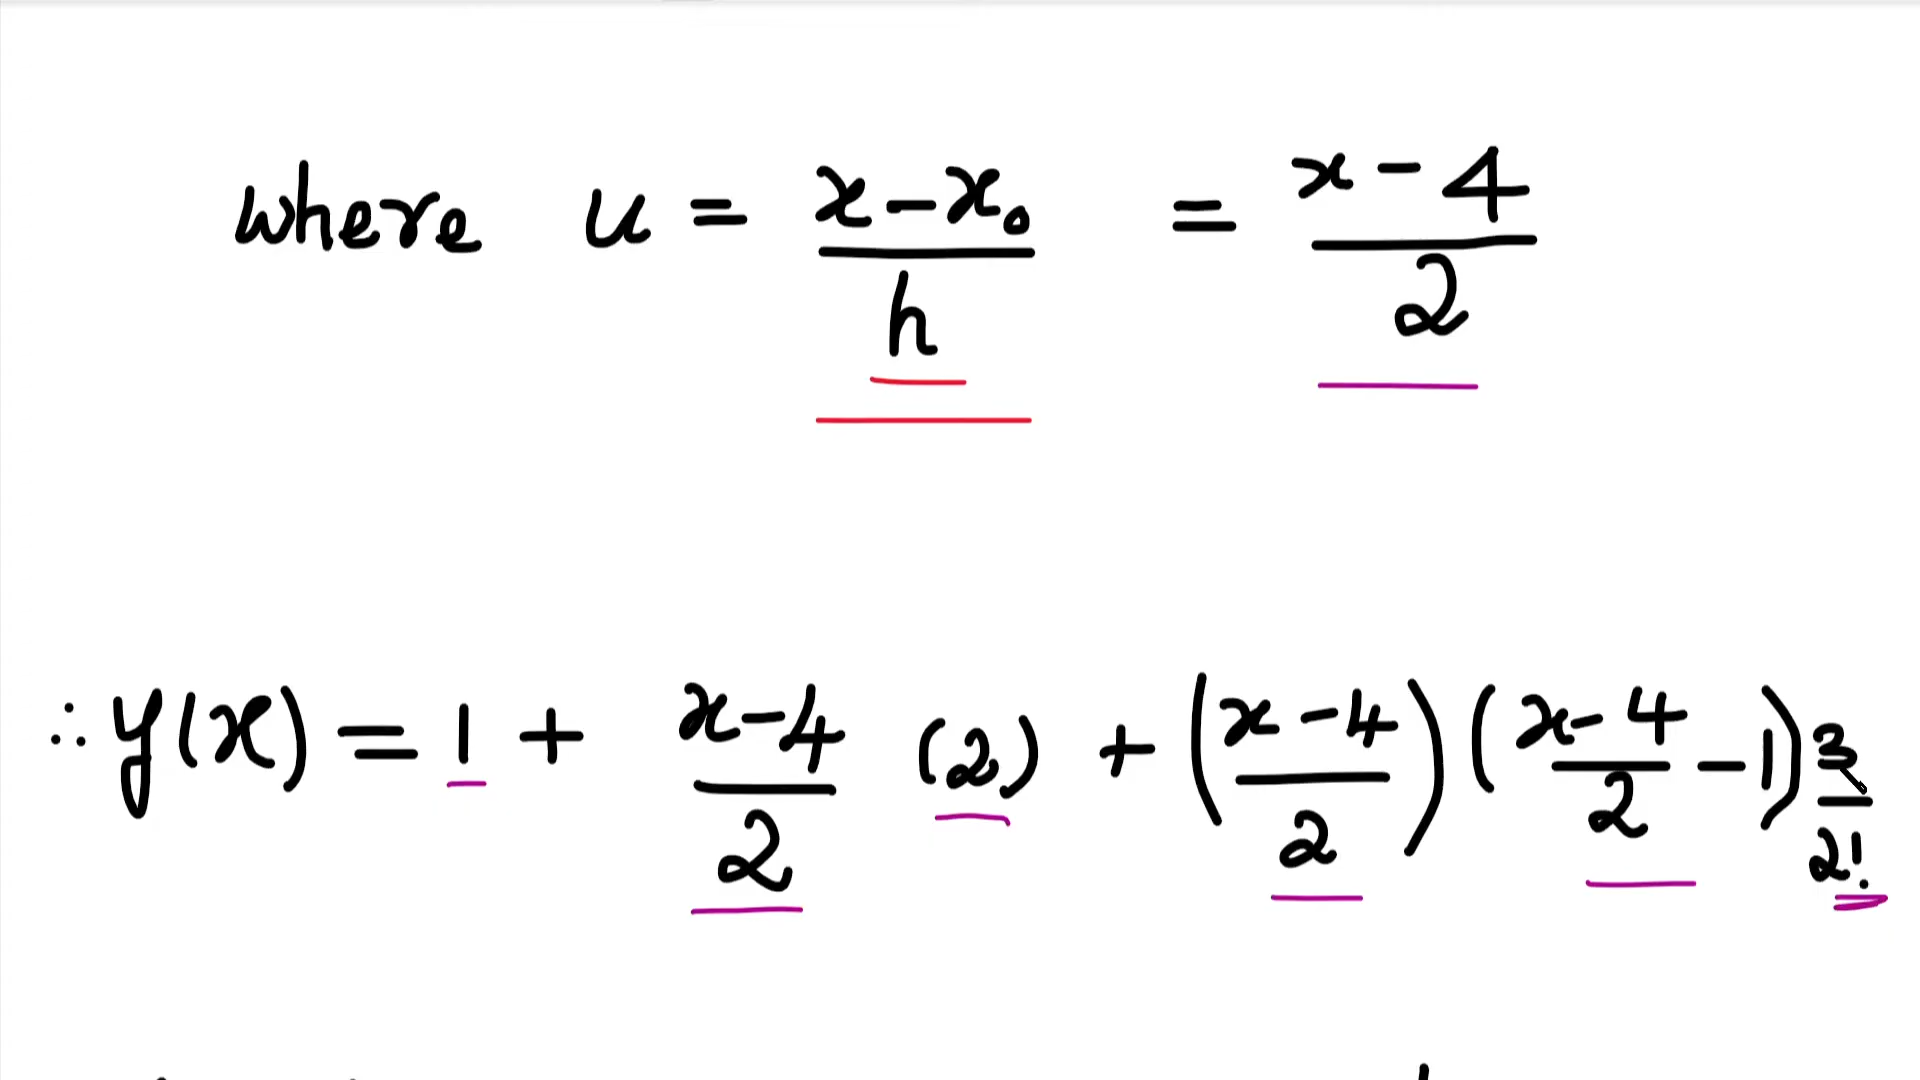 where u = (x-x₀)/h = (x-4)/2
∴ y(x) = 1 + (x-4)/2 (2) + ((x-4)/2)((x-4)/2 - 1) 3/2!